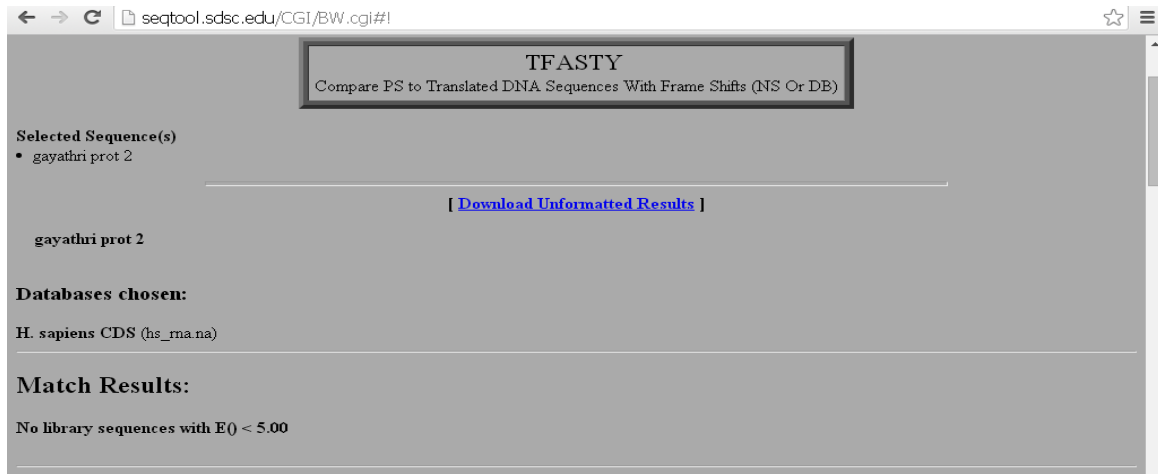 seqtool.sdsc.edu/CGI/BW.cgi#!
TFASTY
Compare PS to Translated DNA Sequences With Frame Shifts (NS Or DB)
Selected Sequence(s)
• gayathri prot 2
[ Download Unformatted Results ]
gayathri prot 2
Databases chosen:
H. sapiens CDS (hs_rna.na)
Match Results:
No library sequences with E() < 5.00